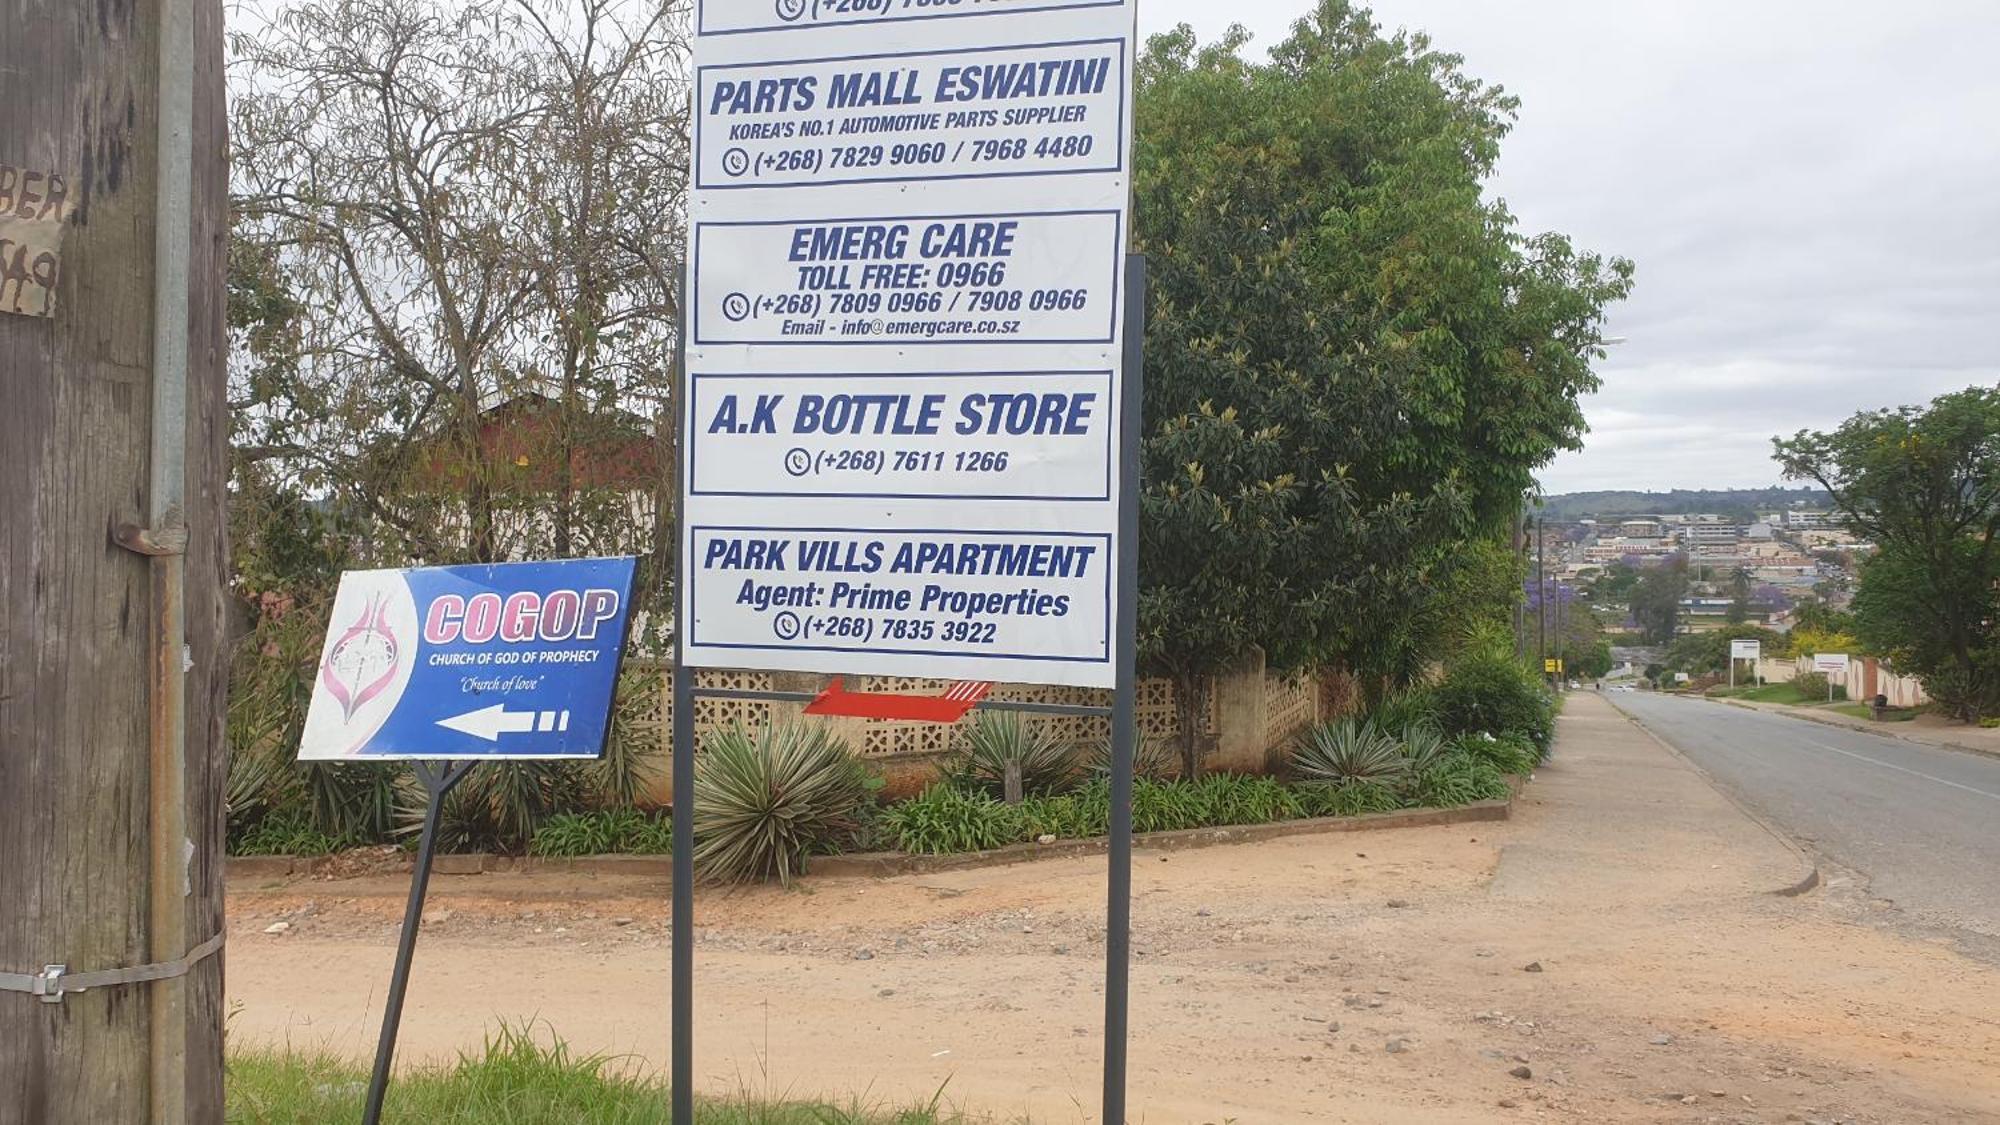 PARTS MALL ESWATINI
KOREA'S NO.1 AUTOMOTIVE PARTS SUPPLIER
(+268) 7829 9060 / 7968 4480
EMERG CARE
TOLL FREE: 0966
(+268) 7809 0966 / 7908 0966
Email - info@emergcare.co.sz
A.K BOTTLE STORE
(+268) 7611 1266
PARK VILLS APARTMENT
Agent: Prime Properties
(+268) 7835 3922
COGOP
CHURCH OF GOD OF PROPHECY
"Church of love"
BER